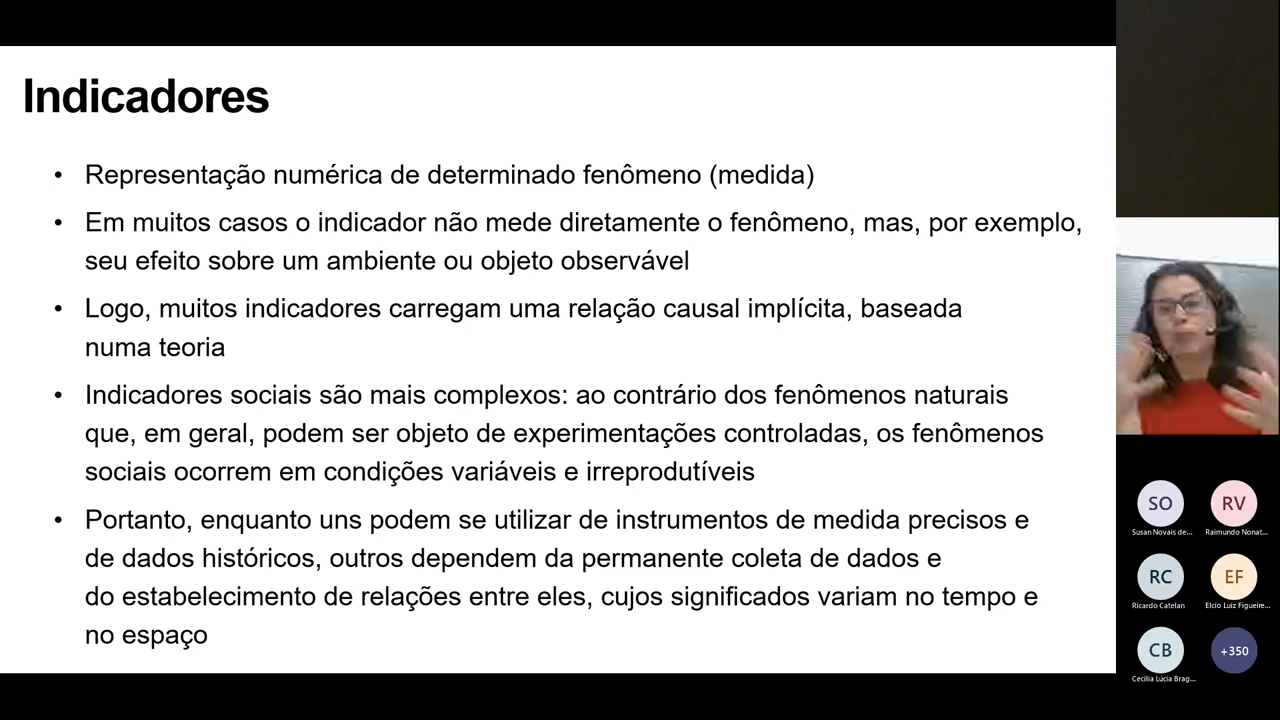 Indicadores
• Representação numérica de determinado fenômeno (medida)
• Em muitos casos o indicador não mede diretamente o fenômeno, mas, por exemplo,
seu efeito sobre um ambiente ou objeto observável
• Logo, muitos indicadores carregam uma relação causal implícita, baseada
numa teoria
• Indicadores sociais são mais complexos: ao contrário dos fenômenos naturais
que, em geral, podem ser objeto de experimentações controladas, os fenômenos
sociais ocorrem em condições variáveis e irreprodutíveis
• Portanto, enquanto uns podem se utilizar de instrumentos de medida precisos e
de dados históricos, outros dependem da permanente coleta de dados e
do estabelecimento de relações entre eles, cujos significados variam no tempo e
no espaço
SO RV
Susan Novais de... Raimundo Nonat...
RC EF
Ricardo Catelan Elcio Luiz Figueire...
CB +350
Cecilia Lúcia Brag...